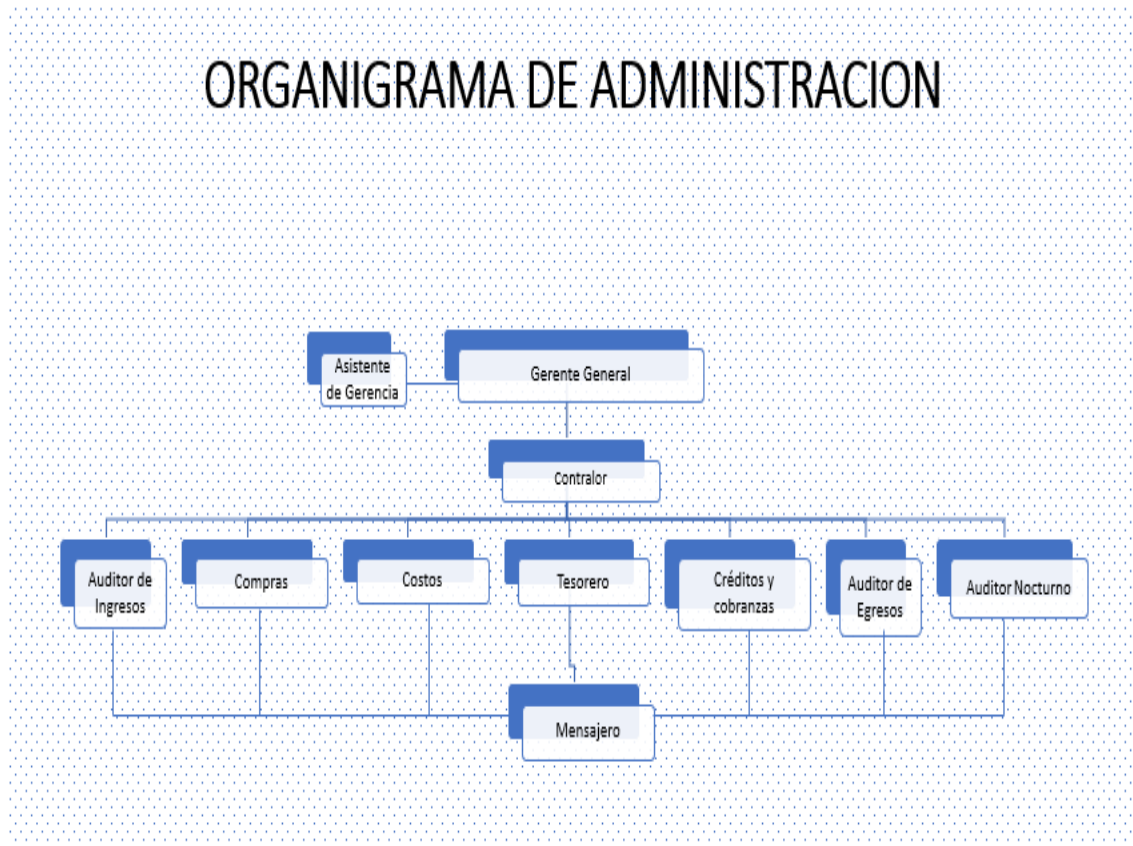 ORGANIGRAMA DE ADMINISTRACION
Asistente
de Gerencia
Gerente General
Contralor
Auditor de
Ingresos
Compras
Costos
Tesorero
Créditos y
cobranzas
Auditor de
Egresos
Auditor Nocturno
Mensajero